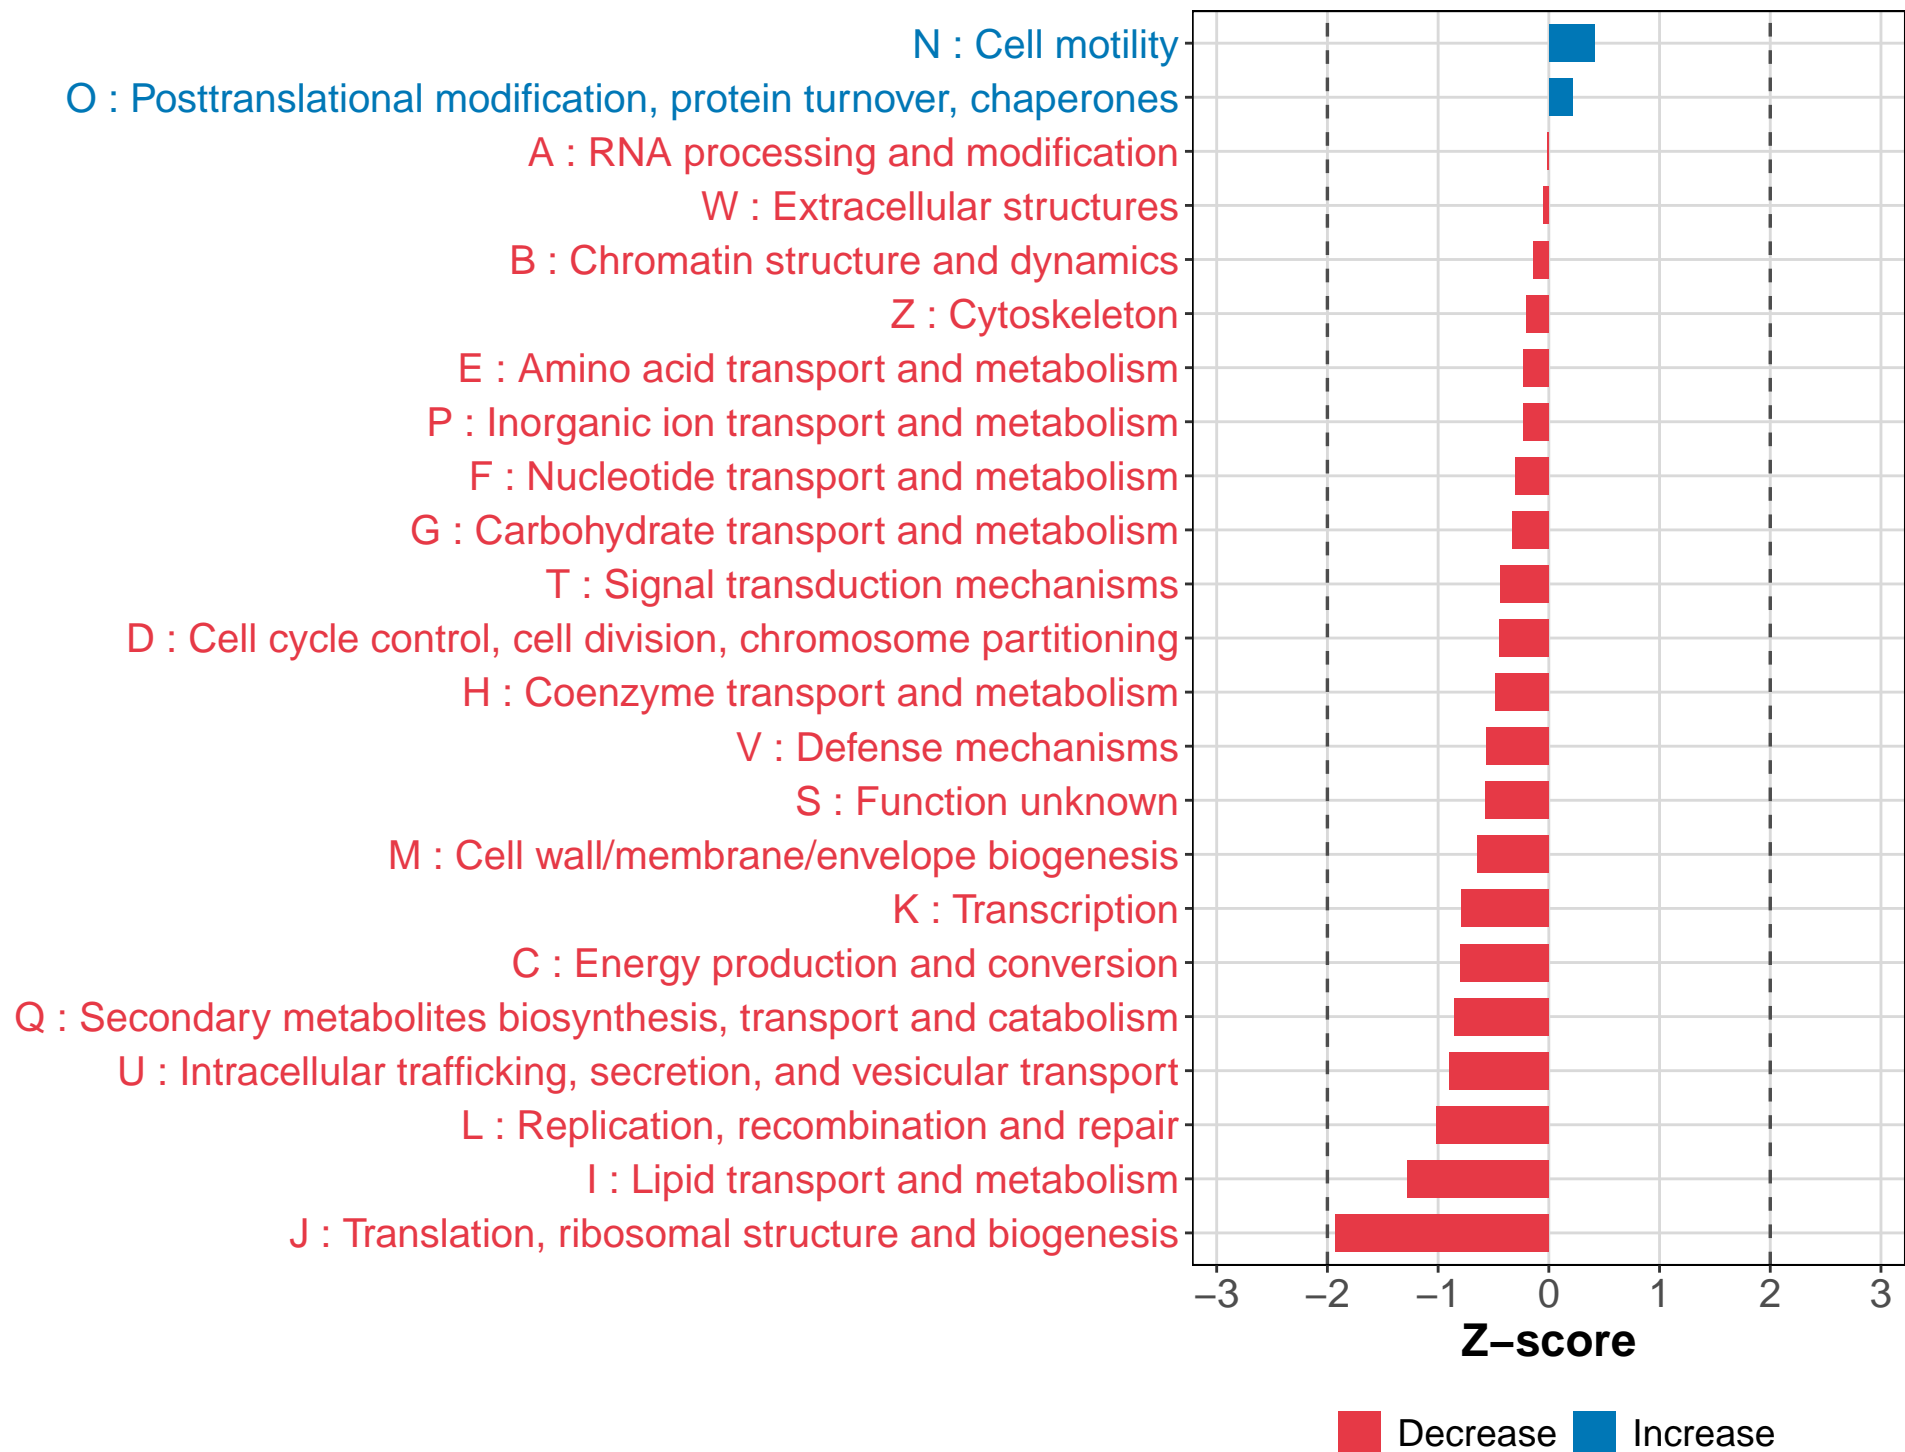 N : Cell motility
O : Posttranslational modification, protein turnover, chaperones
A : RNA processing and modification
W : Extracellular structures
B : Chromatin structure and dynamics
Z : Cytoskeleton
E : Amino acid transport and metabolism
P : Inorganic ion transport and metabolism
F : Nucleotide transport and metabolism
G : Carbohydrate transport and metabolism
T : Signal transduction mechanisms
D : Cell cycle control, cell division, chromosome partitioning
H : Coenzyme transport and metabolism
V : Defense mechanisms
S : Function unknown
M : Cell wall/membrane/envelope biogenesis
K : Transcription
C : Energy production and conversion
Q : Secondary metabolites biosynthesis, transport and catabolism
U : Intracellular trafficking, secretion, and vesicular transport
L : Replication, recombination and repair
I : Lipid transport and metabolism
J : Translation, ribosomal structure and biogenesis
−3 −2 −1 0 1 2 3
Z−score
Decrease Increase